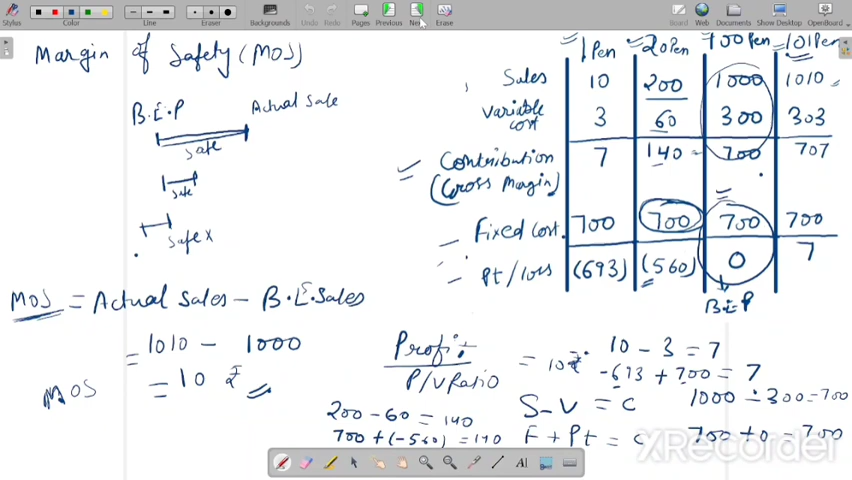 Stylus Color Line Eraser Backgrounds Undo Redo Pages Previous Next Erase Board Web Documents Show Desktop OpenBoard
Margin of Safety (MOS)
1 Pen 20 Pen 100 Pen 101 Pen
Sales 10 200 1000 1010
Variable cost 3 60 300 303
Contribution 7 140 700 707
(Gross Margin)
Fixed cost 700 700 700 700
Pt/loss (693) (560) 0 7
B.E.P
B.E.P Actual Sale
Safe
Safe
Safe x
MOS = Actual Sales - B.E.Sales
= 1010 - 1000
MOS = 10 ₹
Profit
P/V Ratio
= 10₹
10 - 3 = 7
-693 + 700 = 7
200 - 60 = 140
700 + (-560) = 140
S - V = C
F + Pt = C
1000 - 300 = 700
700 + 0 = 700
XRECORDER